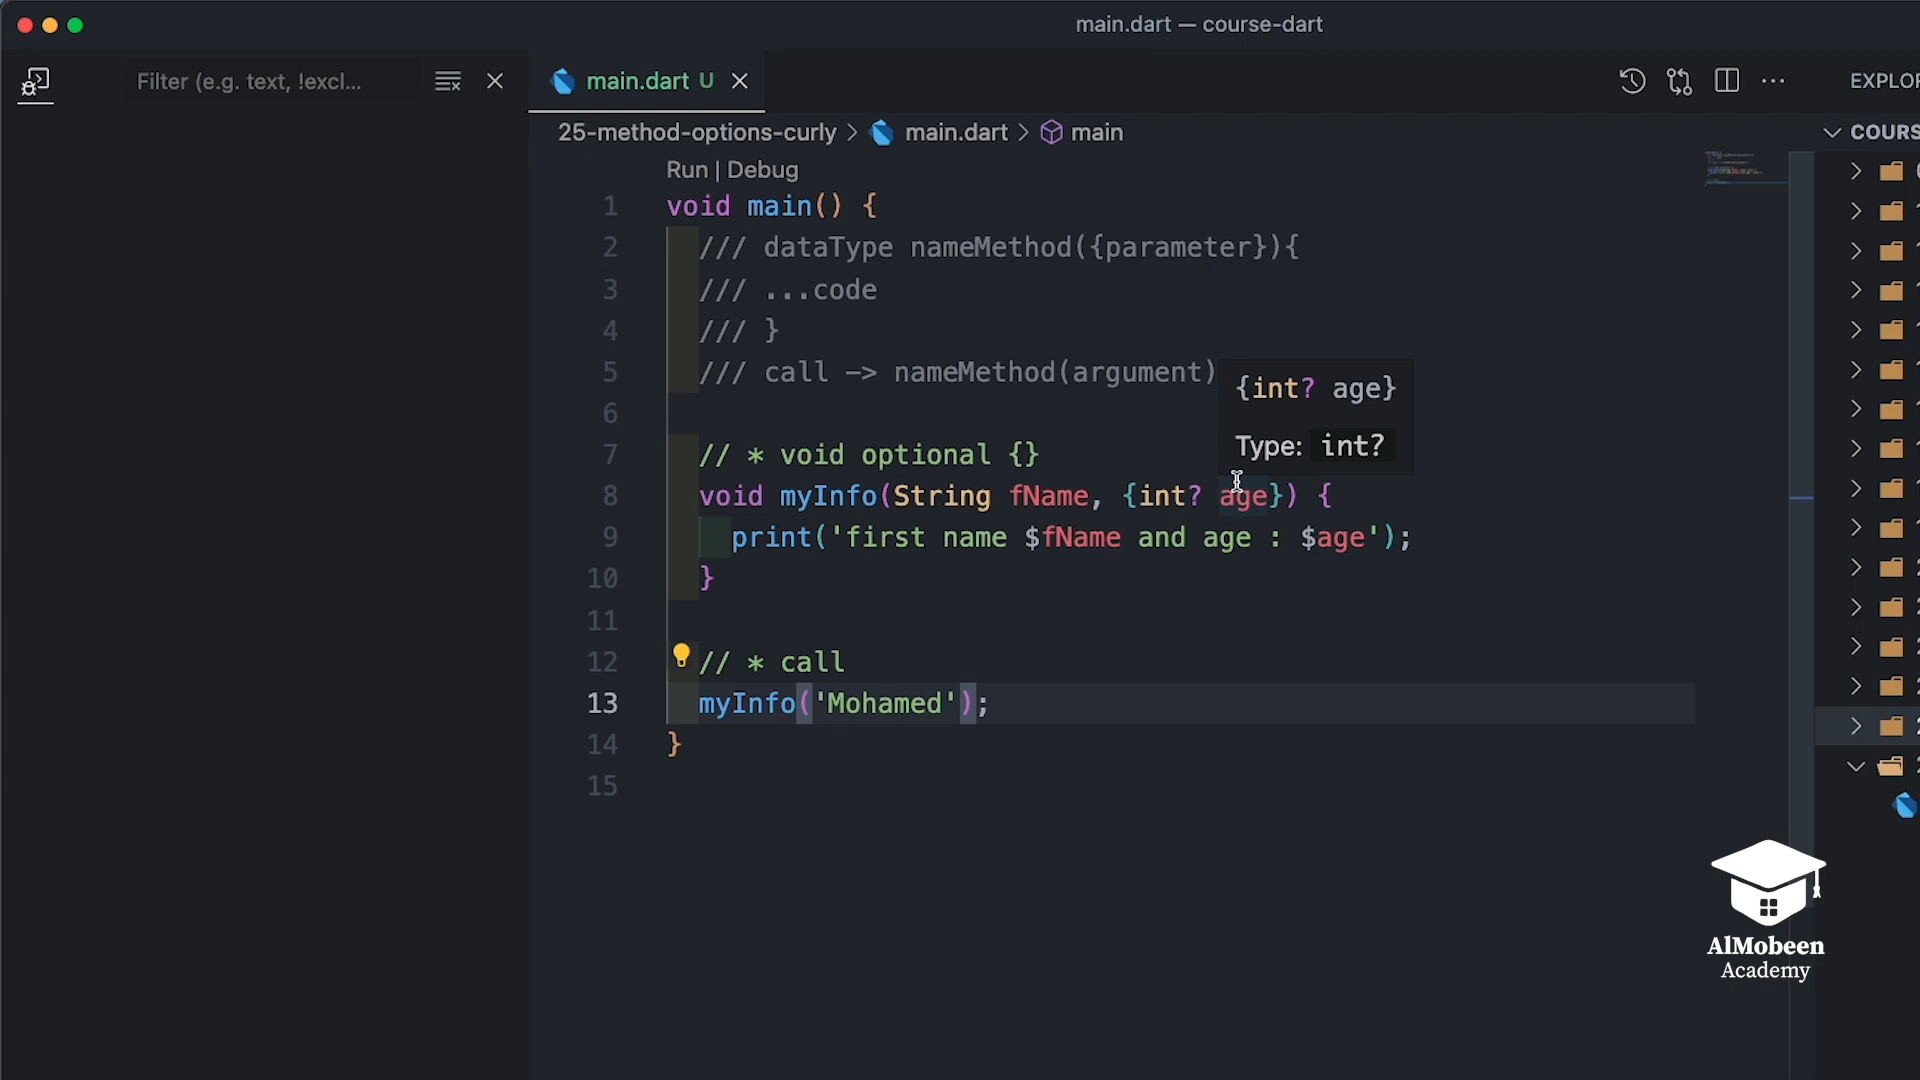 main.dart — course-dart
Filter (e.g. text, !excl...
main.dart U
EXPLOR
25-method-options-curly > main.dart > main
COURS
Run | Debug
1 void main() {
2 /// dataType nameMethod({parameter}){
3 /// ...code
4 /// }
5 /// call -> nameMethod(argument)
{int? age}
Type: int?
6
7 // * void optional {}
8 void myInfo(String fName, {int? age}) {
9 print('first name $fName and age : $age');
10 }
11
12 // * call
13 myInfo('Mohamed');
14 }
15
AlMobeen
Academy